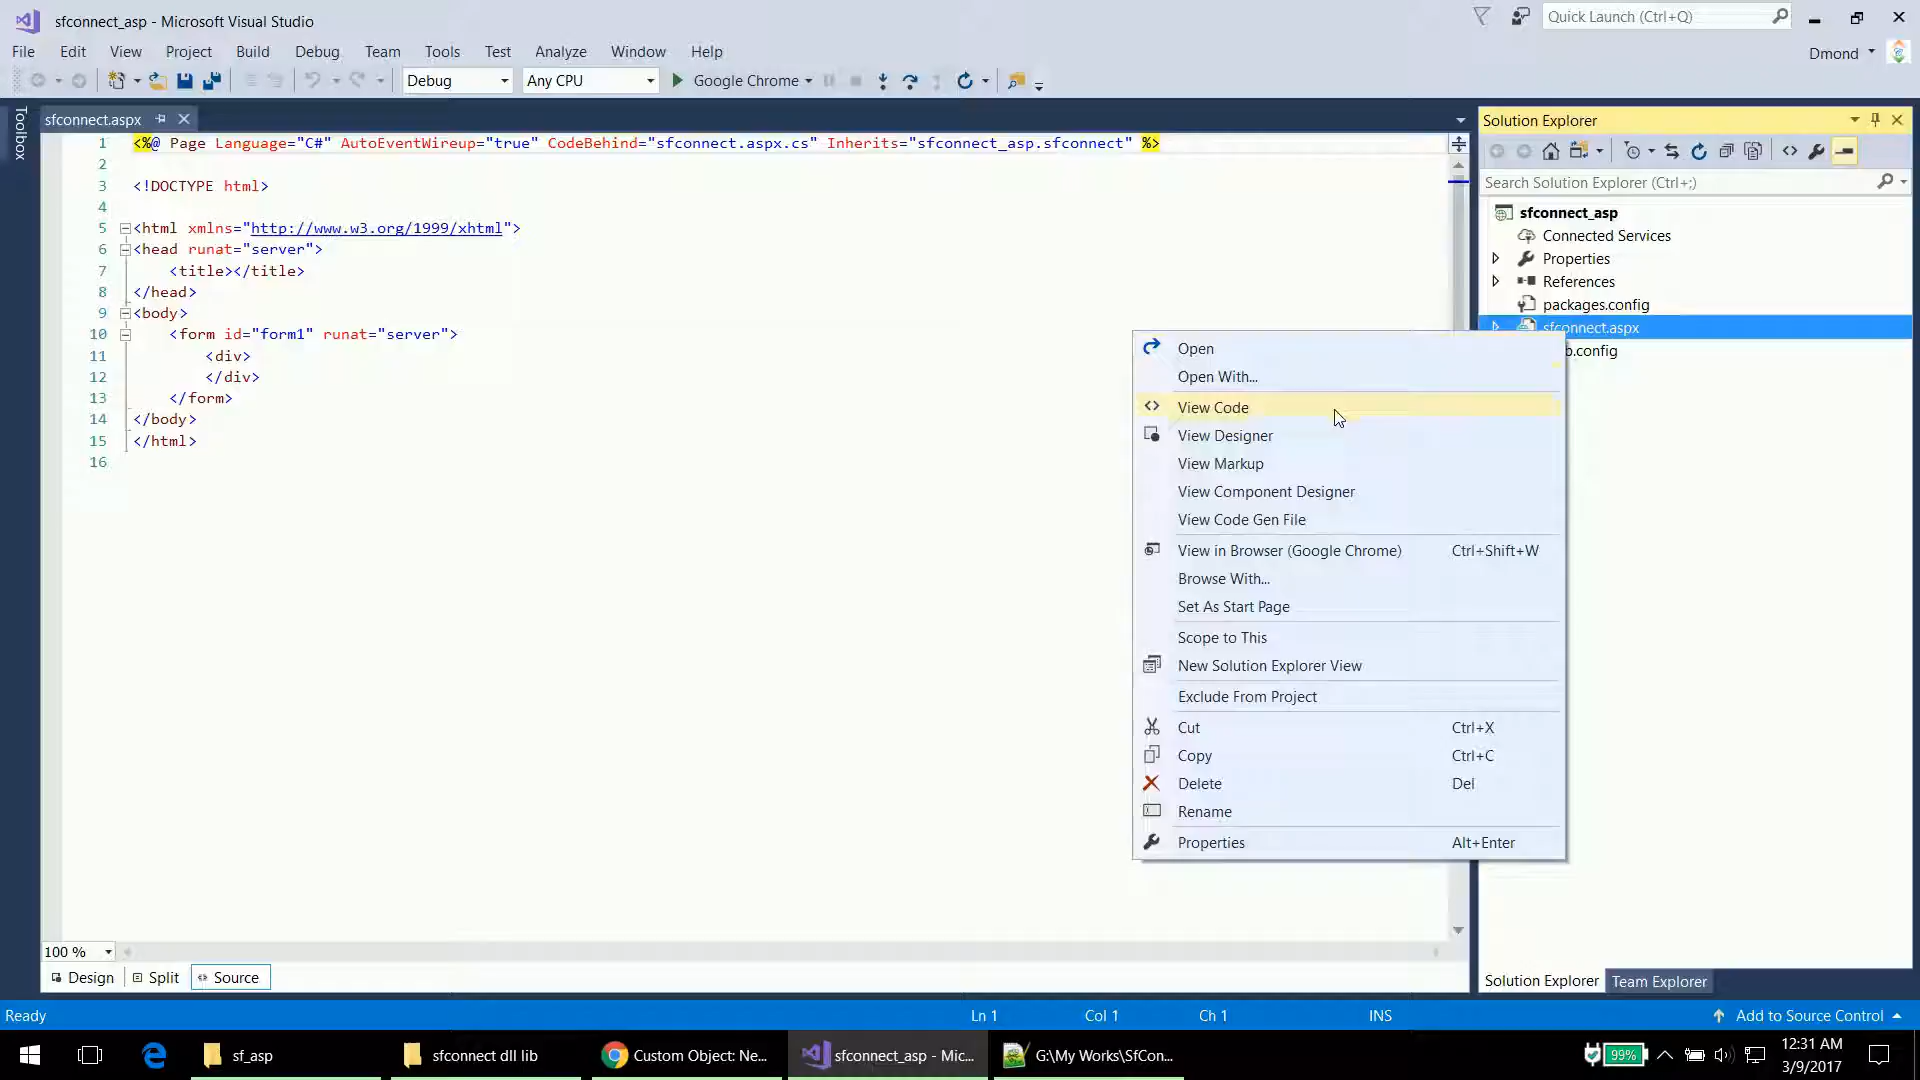 sfconnect_asp - Microsoft Visual Studio
Quick Launch (Ctrl+Q)
File Edit View Project Build Debug Team Tools Test Analyze Window Help
Dmond
Debug Any CPU Google Chrome
Toolbox
sfconnect.aspx
1 <%@ Page Language="C#" AutoEventWireup="true" CodeBehind="sfconnect.aspx.cs" Inherits="sfconnect_asp.sfconnect" %>
2
3 <!DOCTYPE html>
4
5 <html xmlns="http://www.w3.org/1999/xhtml">
6 <head runat="server">
7 <title></title>
8 </head>
9 <body>
10 <form id="form1" runat="server">
11 <div>
12 </div>
13 </form>
14 </body>
15 </html>
16
Solution Explorer
Search Solution Explorer (Ctrl+;)
sfconnect_asp
Connected Services
Properties
References
packages.config
sfconnect.aspx
b.config
Open
Open With...
View Code
View Designer
View Markup
View Component Designer
View Code Gen File
View in Browser (Google Chrome) Ctrl+Shift+W
Browse With...
Set As Start Page
Scope to This
New Solution Explorer View
Exclude From Project
Cut Ctrl+X
Copy Ctrl+C
Delete Del
Rename
Properties Alt+Enter
100 %
Design Split Source
Solution Explorer Team Explorer
Ready Ln 1 Col 1 Ch 1 INS Add to Source Control
sf_asp sfconnect dll lib Custom Object: Ne... sfconnect_asp - Mic... G:\My Works\SfCon... 99%
12:31 AM
3/9/2017